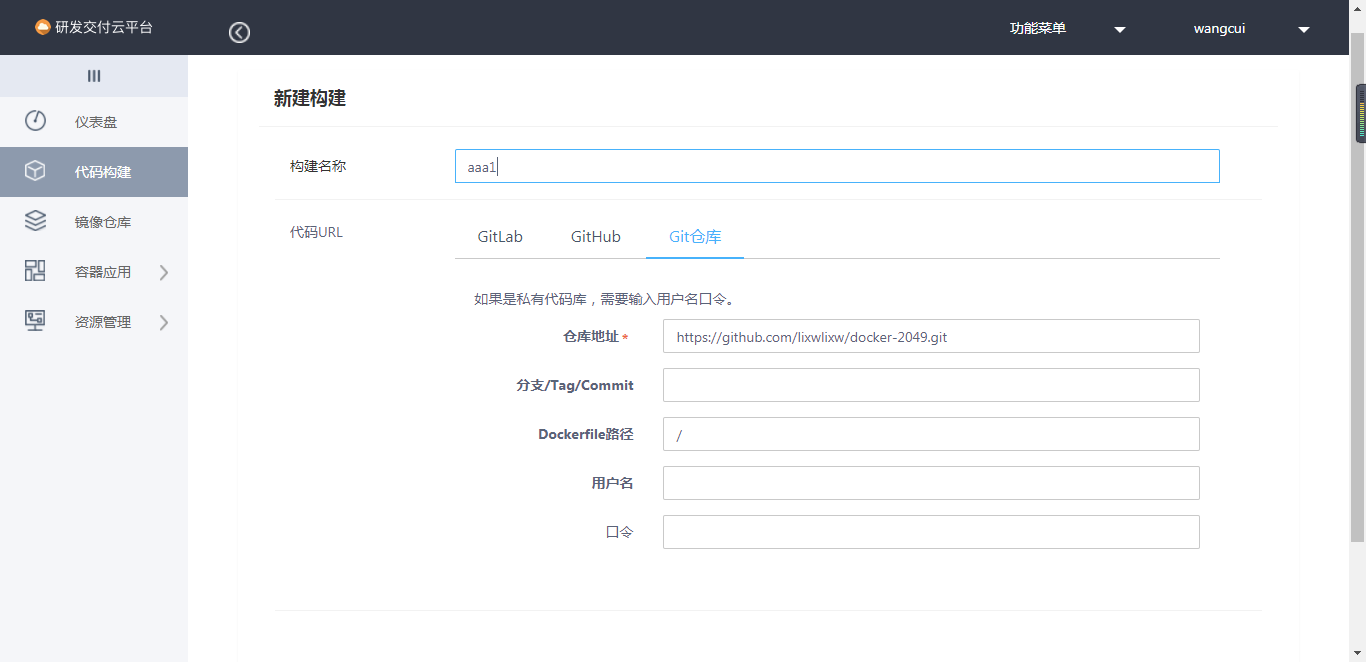 研发交付云平台
功能菜单
wangcui
仪表盘
代码构建
镜像仓库
容器应用
资源管理
新建构建
构建名称
aaa1
代码URL
GitLab
GitHub
Git仓库
如果是私有代码库，需要输入用户名口令。
仓库地址*
https://github.com/lixwlixw/docker-2049.git
分支/Tag/Commit
Dockerfile路径
/
用户名
口令